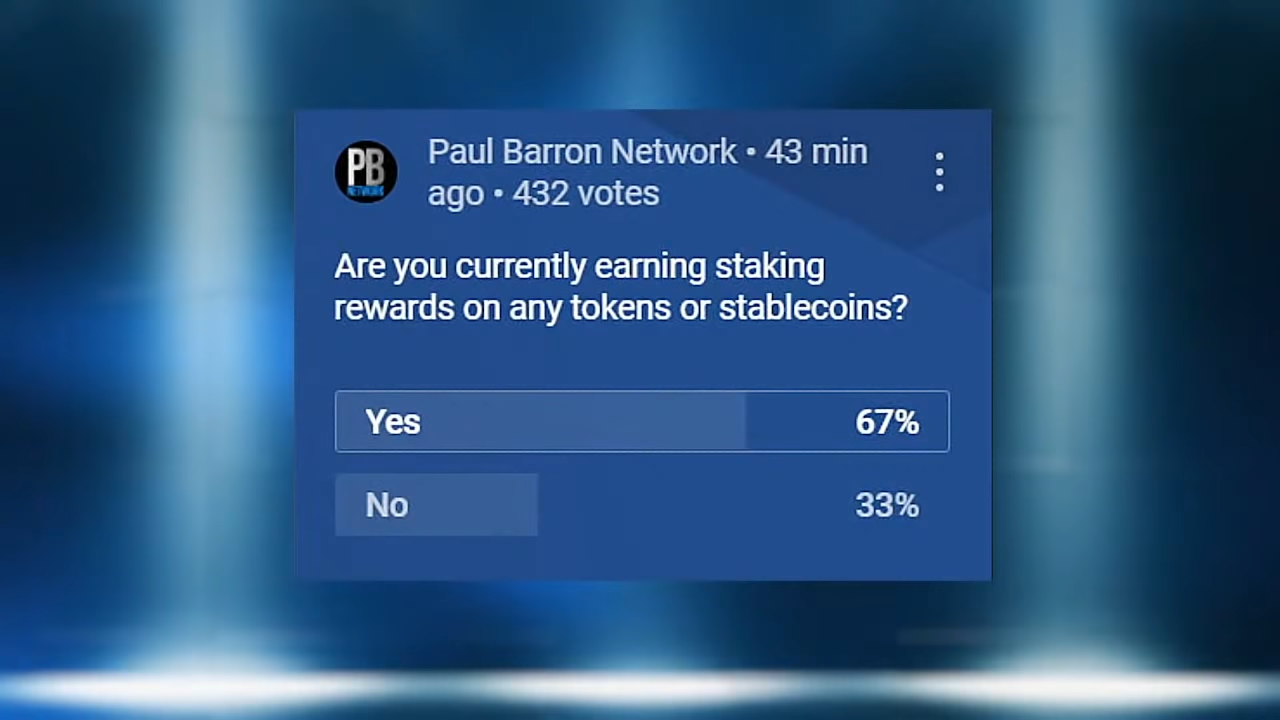 PB
NETWORK
Paul Barron Network • 43 min
ago • 432 votes
Are you currently earning staking
rewards on any tokens or stablecoins?
Yes 67%
No 33%